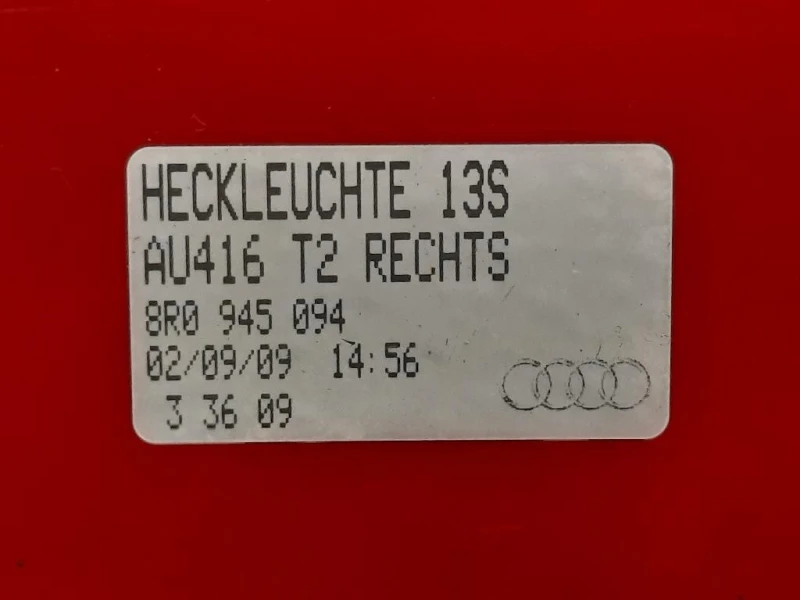 HECKLEUCHTE 13S
AU416 T2 RECHTS
8R0 945 094
02/09/09 14:56
3 36 09